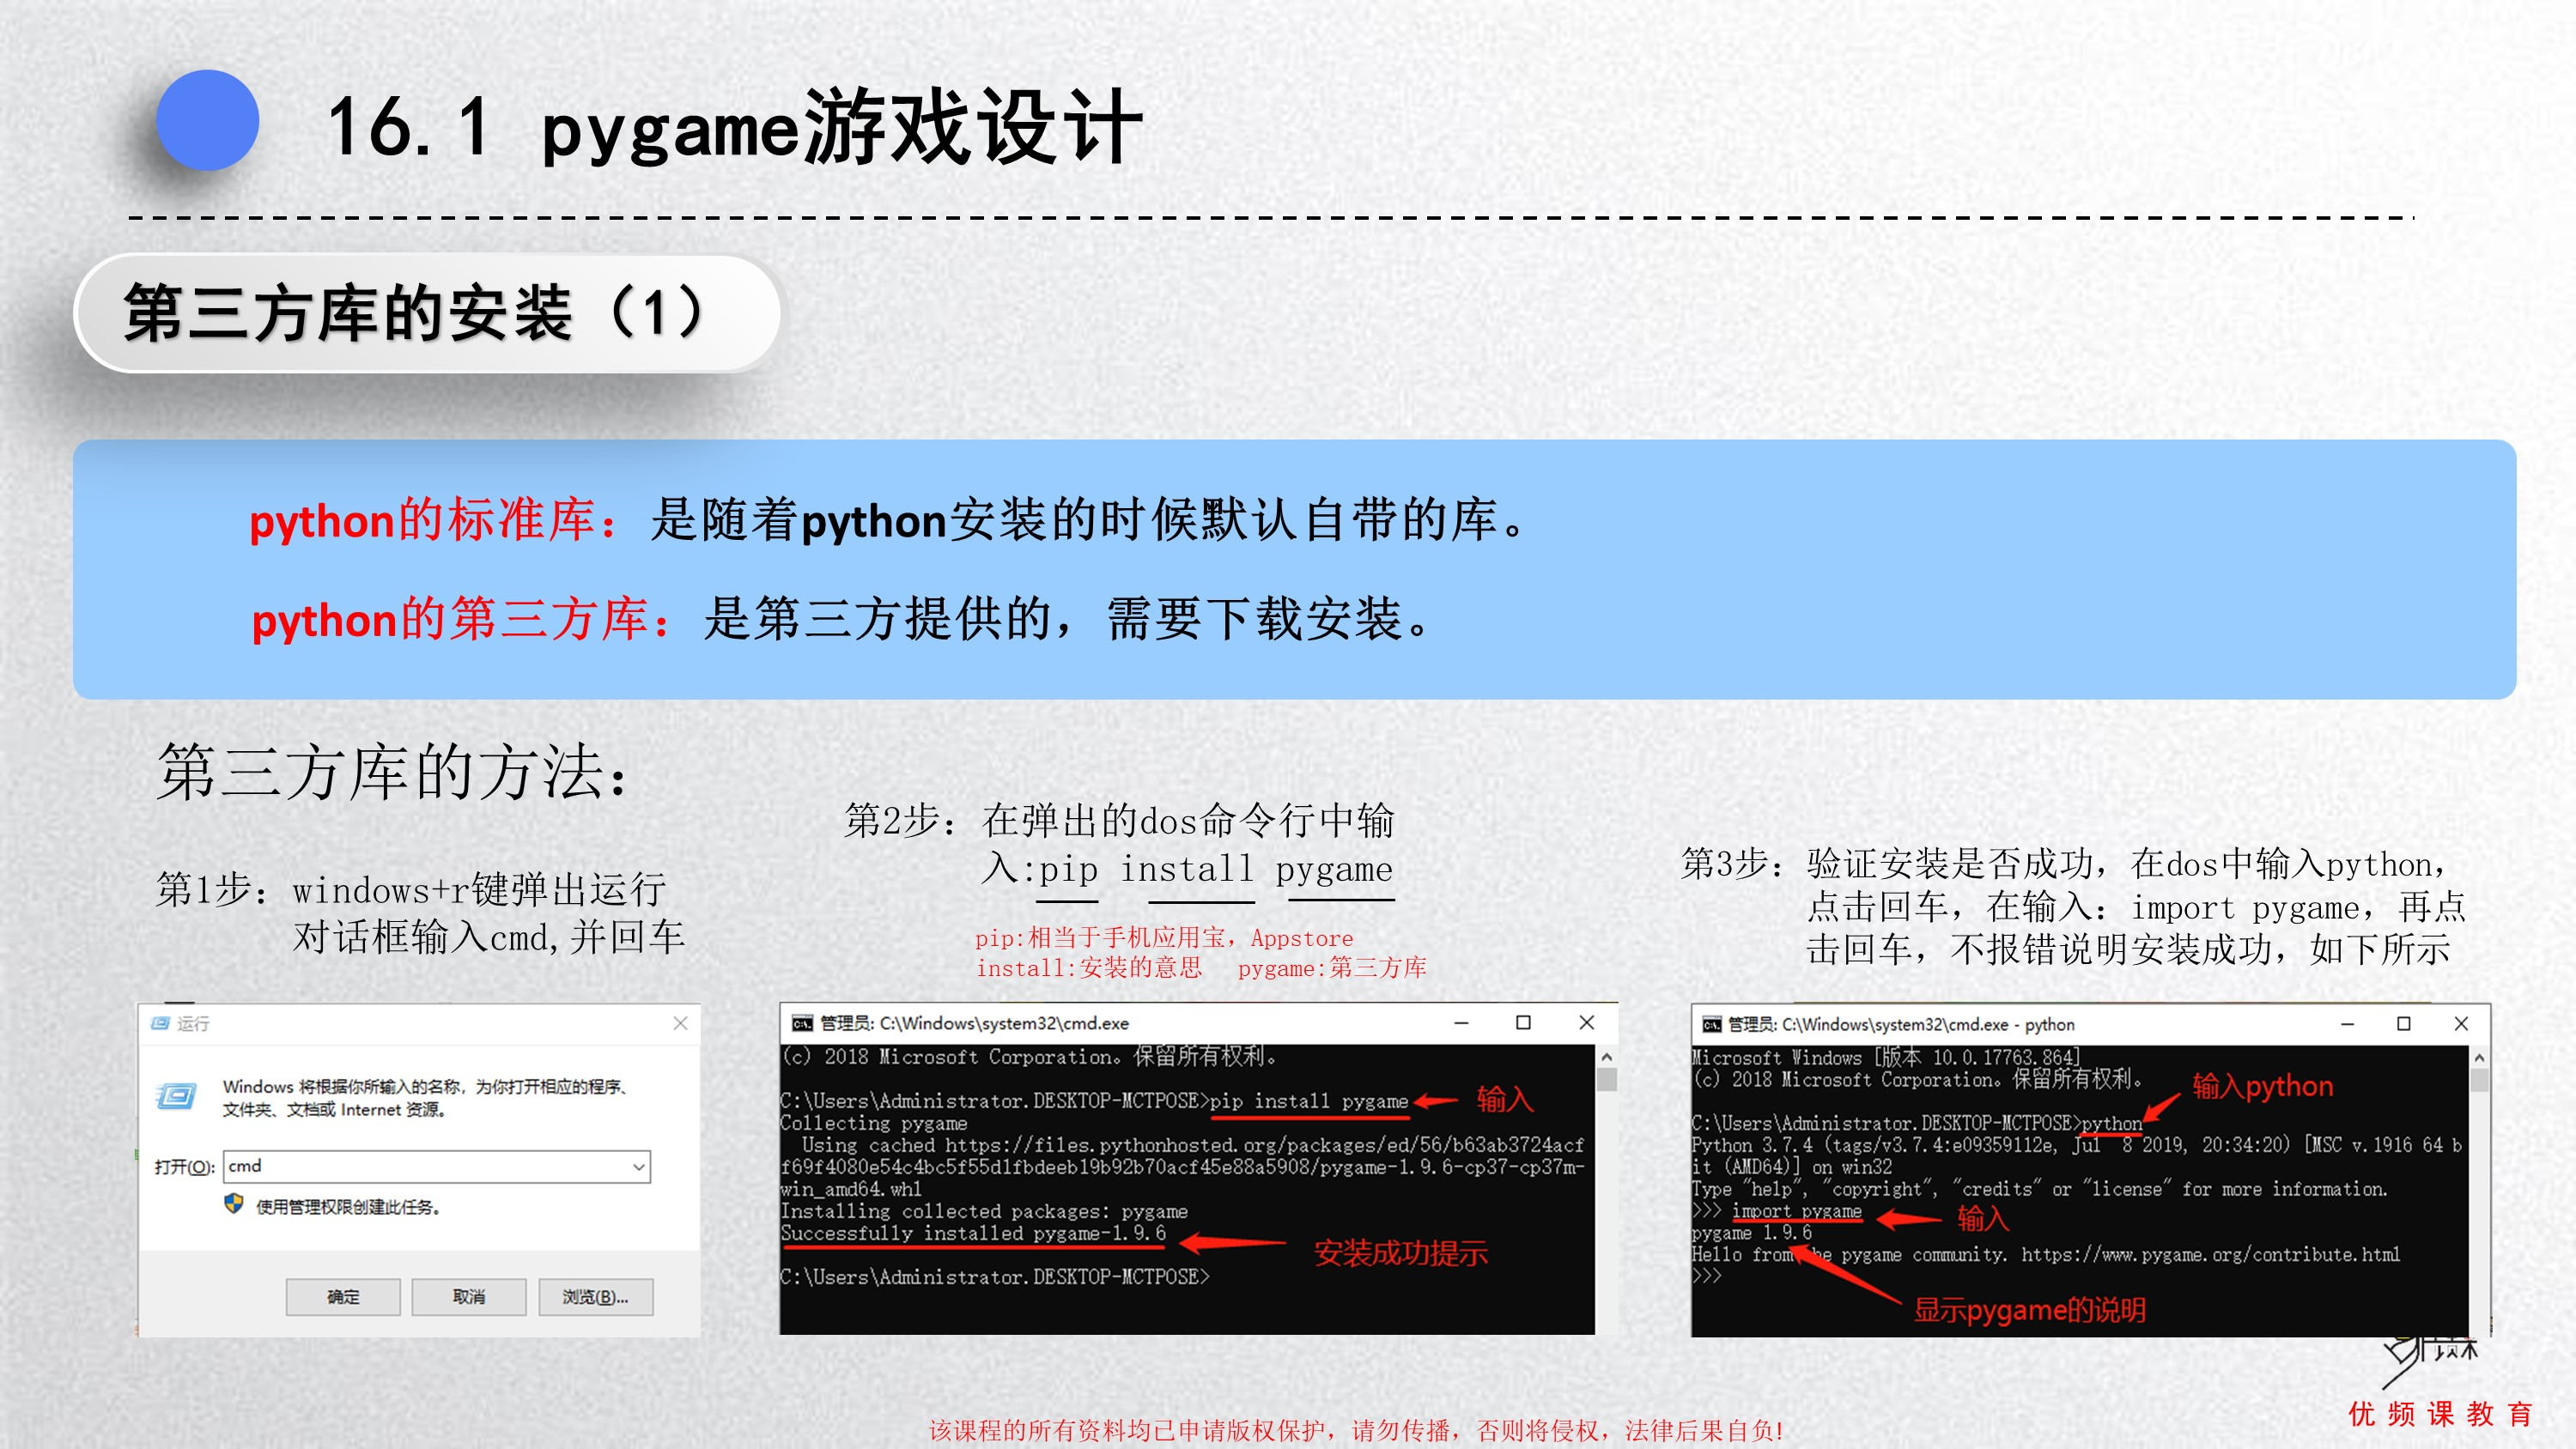 16.1 pygame游戏设计
第三方库的安装（1）
python的标准库：是随着python安装的时候默认自带的库。
python的第三方库：是第三方提供的，需要下载安装。
第三方库的方法：
第1步：windows+r键弹出运行
对话框输入cmd,并回车
第2步：在弹出的dos命令行中输
入:pip install pygame
pip:相当于手机应用宝，Appstore
install:安装的意思 pygame:第三方库
第3步：验证安装是否成功，在dos中输入python，
点击回车，在输入：import pygame，再点
击回车，不报错说明安装成功，如下所示
运行
Windows 将根据你所输入的名称，为你打开相应的程序、
文件夹、文档或 Internet 资源。
打开(O): cmd
使用管理权限创建此任务。
确定 取消 浏览(B)...
管理员: C:\Windows\system32\cmd.exe
(c) 2018 Microsoft Corporation。保留所有权利。
C:\Users\Administrator.DESKTOP-MCTPOSE>pip install pygame 输入
Collecting pygame
Using cached https://files.pythonhosted.org/packages/ed/56/b63ab3724acf
f69f4080e54c4bc5f55d1fbdeeb19b92b70acf45e88a5908/pygame-1.9.6-cp37-cp37m-
win_amd64.whl
Installing collected packages: pygame
Successfully installed pygame-1.9.6
安装成功提示
C:\Users\Administrator.DESKTOP-MCTPOSE>
管理员: C:\Windows\system32\cmd.exe - python
Microsoft Windows [版本 10.0.17763.864]
(c) 2018 Microsoft Corporation。保留所有权利。
输入python
C:\Users\Administrator.DESKTOP-MCTPOSE>python
Python 3.7.4 (tags/v3.7.4:e09359112e, Jul 8 2019, 20:34:20) [MSC v.1916 64 b
it (AMD64)] on win32
Type "help", "copyright", "credits" or "license" for more information.
>>> import pygame 输入
pygame 1.9.6
Hello from the pygame community. https://www.pygame.org/contribute.html
>>>
显示pygame的说明
优频课教育
该课程的所有资料均已申请版权保护，请勿传播，否则将侵权，法律后果自负!